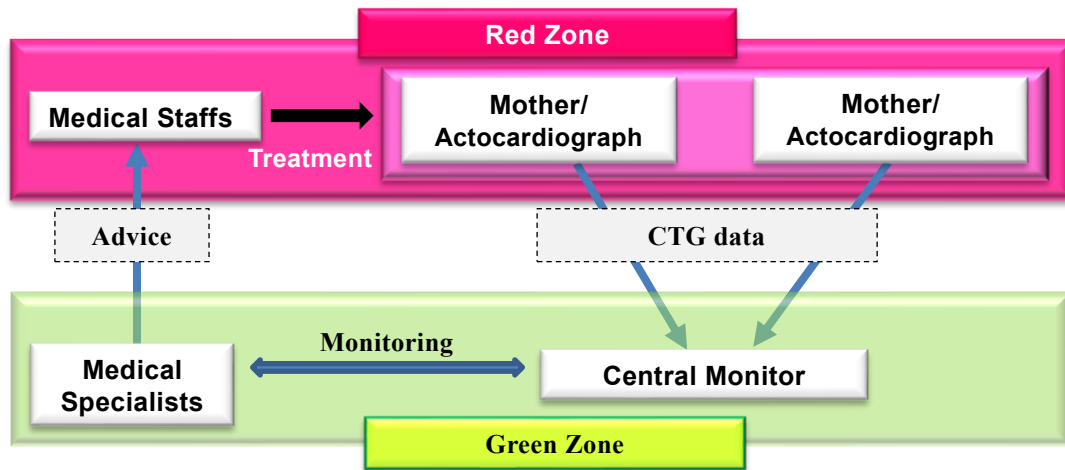 Red Zone
Medical Staffs
Treatment
Mother/
Actocardiograph
Mother/
Actocardiograph
Advice
CTG data
Medical
Specialists
Monitoring
Central Monitor
Green Zone